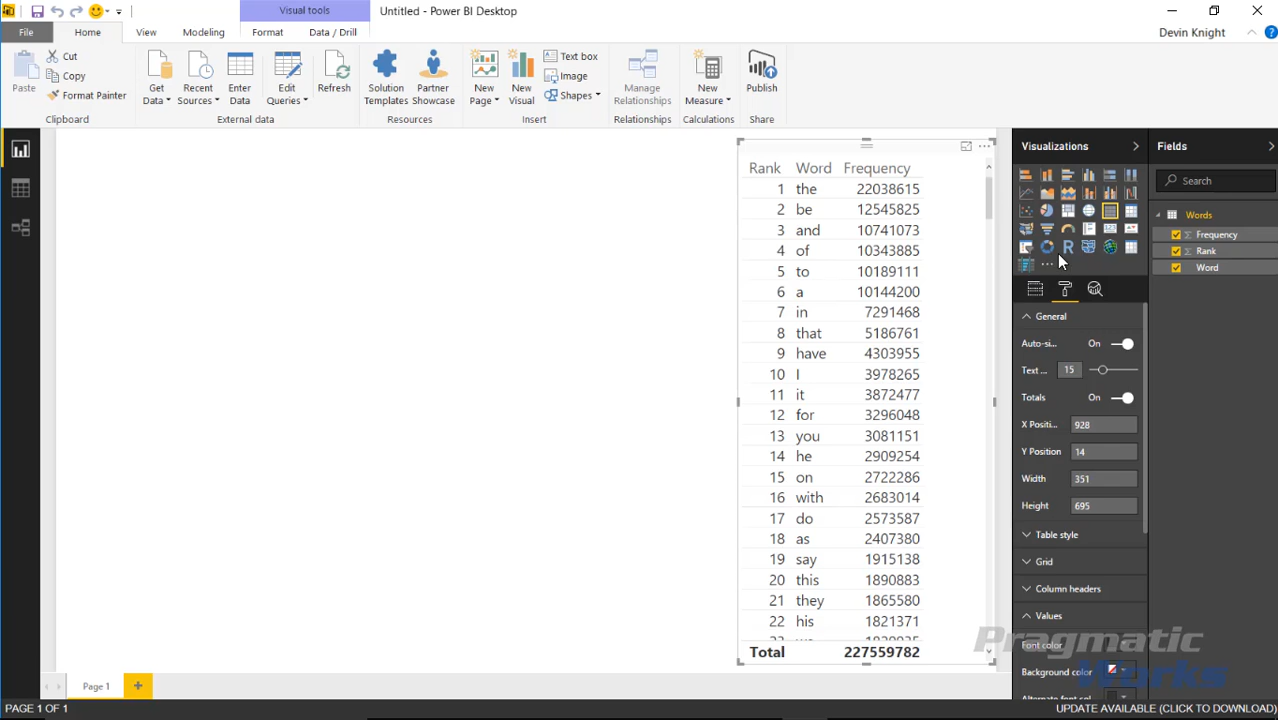 Visual tools
Untitled - Power BI Desktop
File
Home
View
Modeling
Format
Data / Drill
Devin Knight
Paste
Cut
Copy
Format Painter
Clipboard
Get Data
Recent Sources
Enter Data
Edit Queries
Refresh
External data
Solution Templates
Partner Showcase
Resources
New Page
New Visual
Text box
Image
Shapes
Insert
Manage Relationships
Relationships
New Measure
Calculations
Publish
Share
Rank Word Frequency
1 the 22038615
2 be 12545825
3 and 10741073
4 of 10343885
5 to 10189111
6 a 10144200
7 in 7291468
8 that 5186761
9 have 4303955
10 I 3978265
11 it 3872477
12 for 3296048
13 you 3081151
14 he 2909254
15 on 2722286
16 with 2683014
17 do 2573587
18 as 2407380
19 say 1915138
20 this 1890883
21 they 1865580
22 his 1821371
Total 227559782
Visualizations
R
General
Auto-si... On
Text ... 15
Totals On
X Positi... 928
Y Position 14
Width 351
Height 695
Table style
Grid
Column headers
Values
Font color
Background color
Alternate font col...
Fields
Search
Words
Σ Frequency
Σ Rank
Word
Pragmatic
Works
Page 1
PAGE 1 OF 1
UPDATE AVAILABLE (CLICK TO DOWNLOAD)